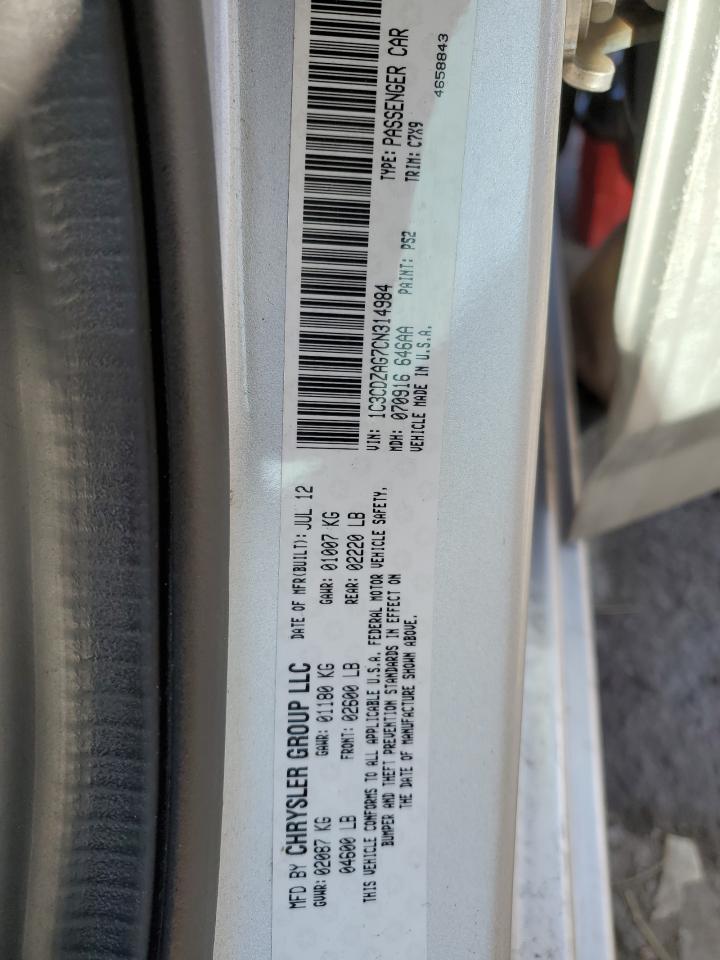 MFD BY CHRYSLER GROUP LLC DATE OF MFR(BUILT): JUL 12
GVWR: 02087 KG GAWR: 01180 KG GAWR: 01007 KG
04600 LB FRONT: 02600 LB REAR: 02220 LB
THIS VEHICLE CONFORMS TO ALL APPLICABLE U.S.A. FEDERAL MOTOR VEHICLE SAFETY,
BUMPER AND THEFT PREVENTION STANDARDS IN EFFECT ON
THE DATE OF MANUFACTURE SHOWN ABOVE.
VIN: 1C3CDZAG7CN314984 TYPE: PASSENGER CAR
MDH: 070916 646AA PAINT: PS2 TRIM: C7X9
VEHICLE MADE IN U.S.A.
4658843